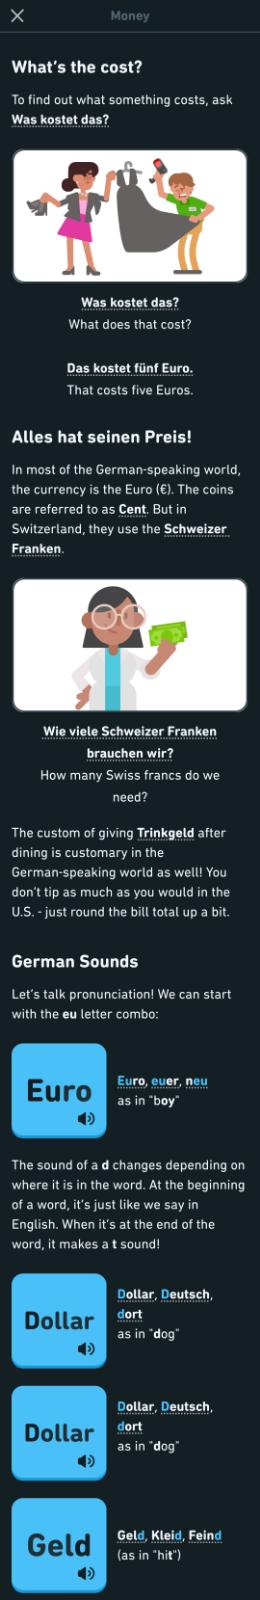 Money
What's the cost?
To find out what something costs, ask
Was kostet das?
Was kostet das?
What does that cost?
Das kostet fünf Euro.
That costs five Euros.
Alles hat seinen Preis!
In most of the German-speaking world,
the currency is the Euro (€). The coins
are referred to as Cent. But in
Switzerland, they use the Schweizer
Franken.
Wie viele Schweizer Franken
brauchen wir?
How many Swiss francs do we
need?
The custom of giving Trinkgeld after
dining is customary in the
German-speaking world as well! You
don't tip as much as you would in the
U.S. - just round the bill total up a bit.
German Sounds
Let's talk pronunciation! We can start
with the eu letter combo:
Euro
Euro, euer, neu
as in "boy"
The sound of a d changes depending on
where it is in the word. At the beginning
of a word, it's just like we say in
English. When it's at the end of the
word, it makes a t sound!
Dollar
Dollar, Deutsch,
dort
as in "dog"
Dollar
Dollar, Deutsch,
dort
as in "dog"
Geld
Geld, Kleid, Feind
(as in "hit")